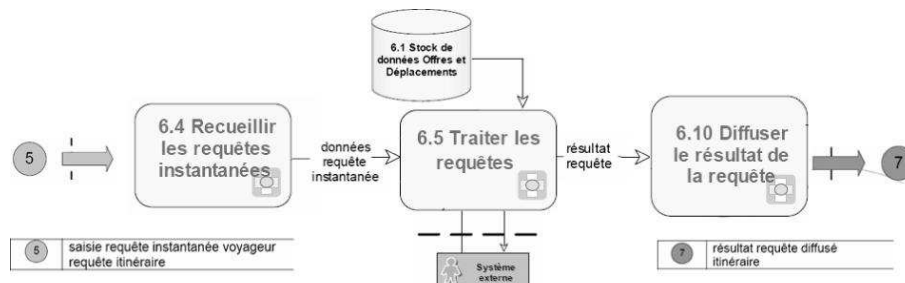 6.1 Stock de
données Offres et
Déplacements
6.4 Recueillir
les requêtes
instantanées
6.5 Traiter les
requêtes
6.10 Diffuser
le résultat de
la requête
5
données
requête
instantanée
résultat
requête
7
5
saisie requête instantanée voyageur
requête itinéraire
Système
externe
7
résultat requête diffusé
itinéraire